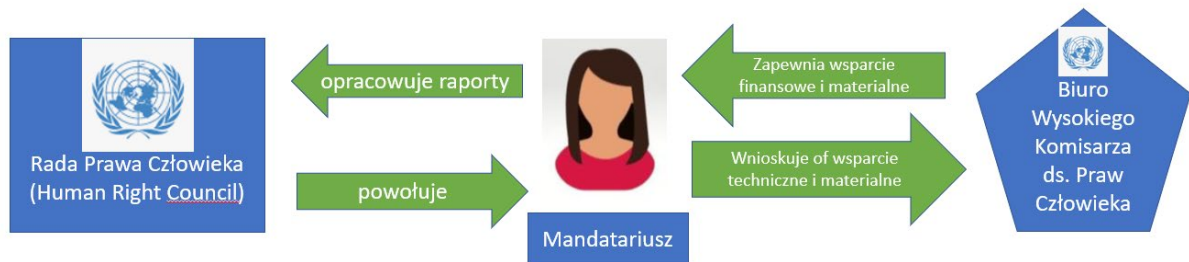 Rada Prawa Człowieka
(Human Right Council)
opracowuje raporty
powołuje
Mandatariusz
Zapewnia wsparcie
finansowe i materialne
Wnioskuje of wsparcie
techniczne i materialne
Biuro
Wysokiego
Komisarza
ds. Praw
Człowieka